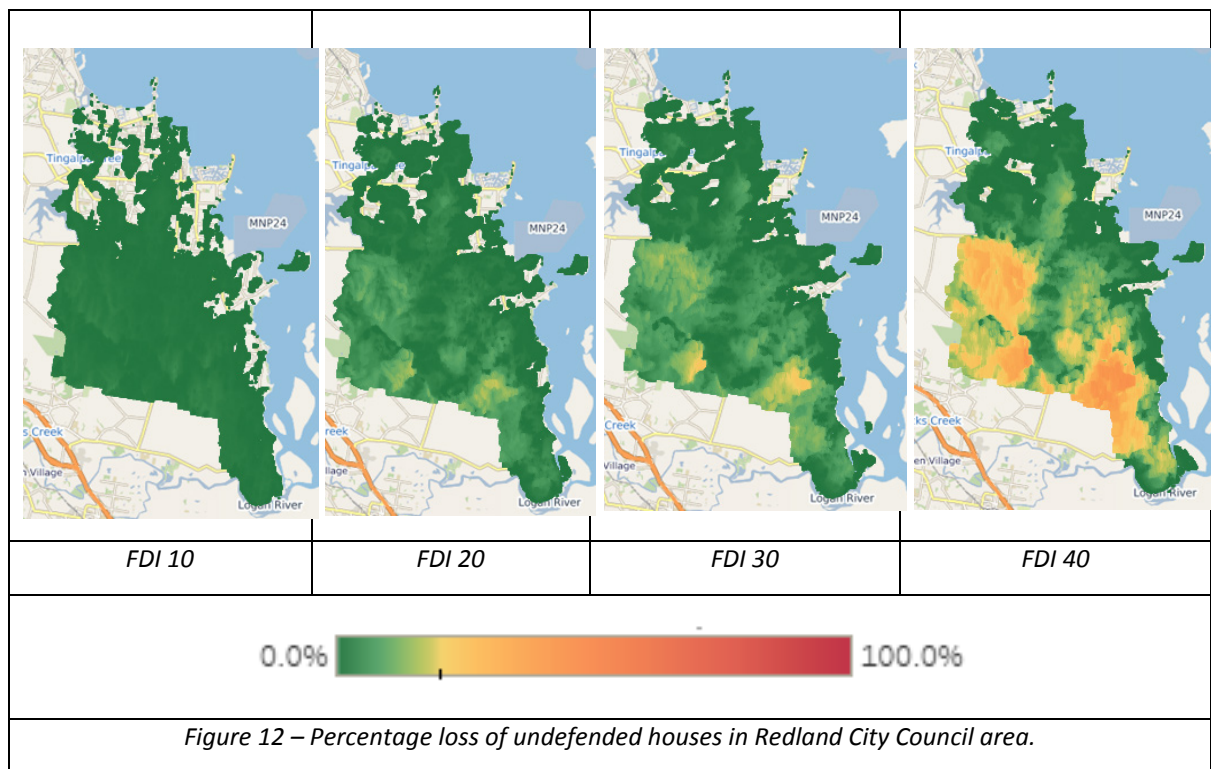 Tingalpa Creek
MNP24
ks Creek
en Village
Logan River
Tingalpa Creek
MNP24
Creek
illage
Logan River
Tingalpa
MNP24
Creek
Village
Logan River
k
Tingalpa
MNP24
Creek
en Village
Logan River
FDI 10
FDI 20
FDI 30
FDI 40
0.0%
100.0%
Figure 12 – Percentage loss of undefended houses in Redland City Council area.